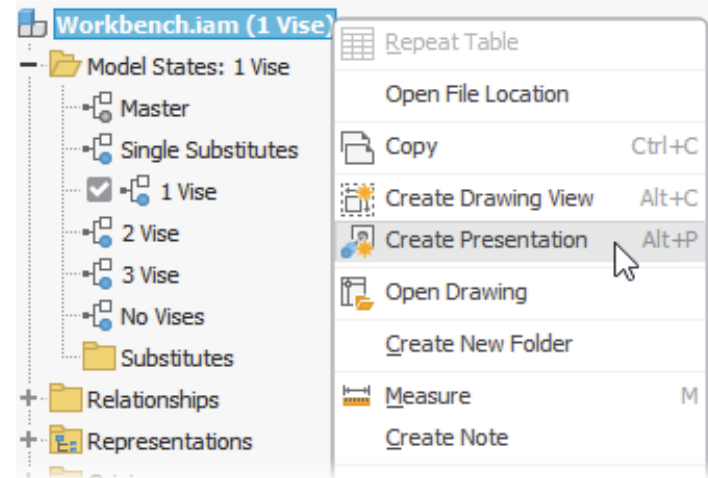 Workbench.iam (1 Vise)
Model States: 1 Vise
Master
Single Substitutes
1 Vise
2 Vise
3 Vise
No Vises
Substitutes
Relationships
Representations
Repeat Table
Open File Location
Copy Ctrl+C
Create Drawing View Alt+C
Create Presentation Alt+P
Open Drawing
Create New Folder
Measure M
Create Note